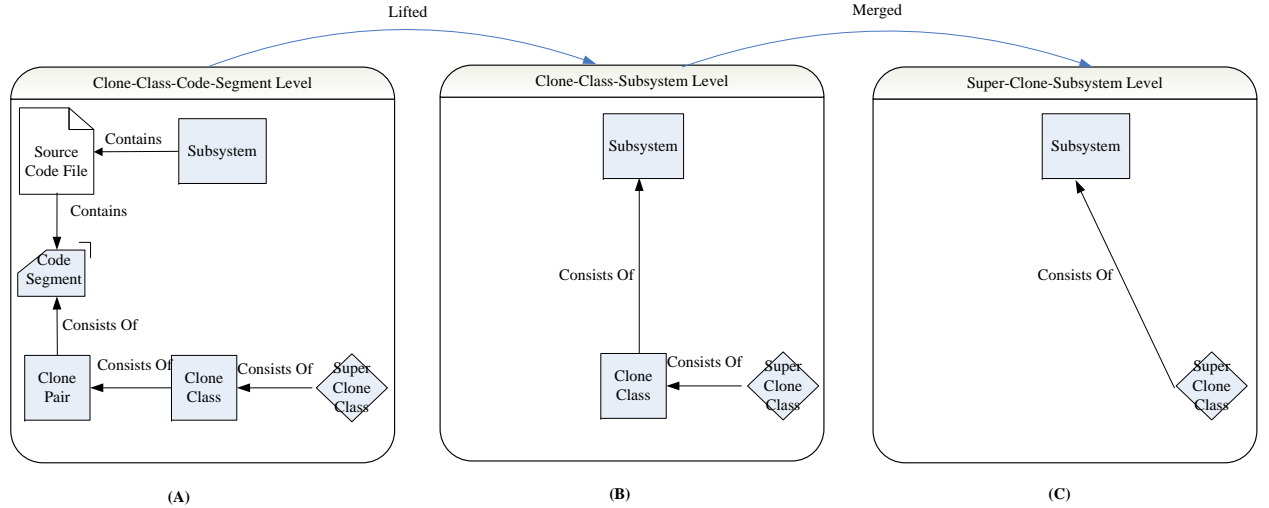 Lifted
Merged
Clone-Class-Code-Segment Level
Clone-Class-Subsystem Level
Super-Clone-Subsystem Level
Source
Code File
Contains
Subsystem
Contains
Code
Segment
Consists Of
Clone
Pair
Consists Of
Clone
Class
Consists Of
Super
Clone
Class
Subsystem
Consists Of
Clone
Class
Consists Of
Super
Clone
Class
Subsystem
Consists Of
Super
Clone
Class
(A)
(B)
(C)